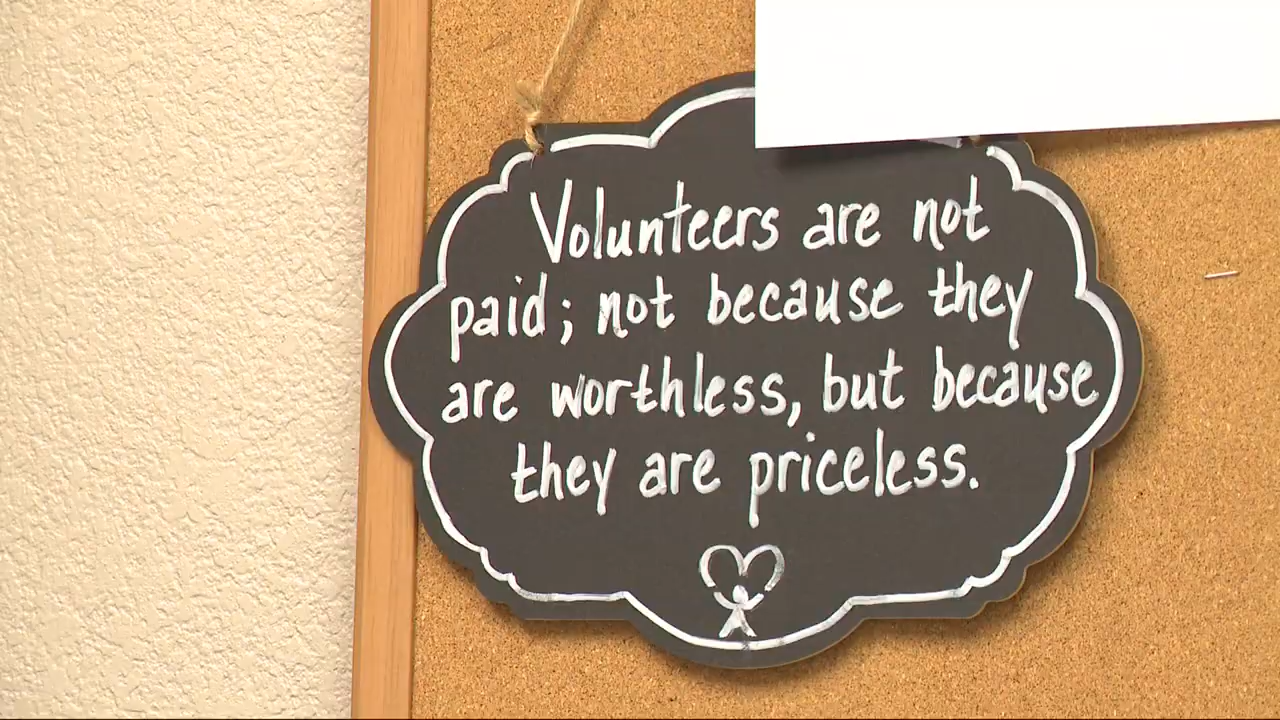 Volunteers are not
paid; not because they
are worthless, but because
they are priceless.